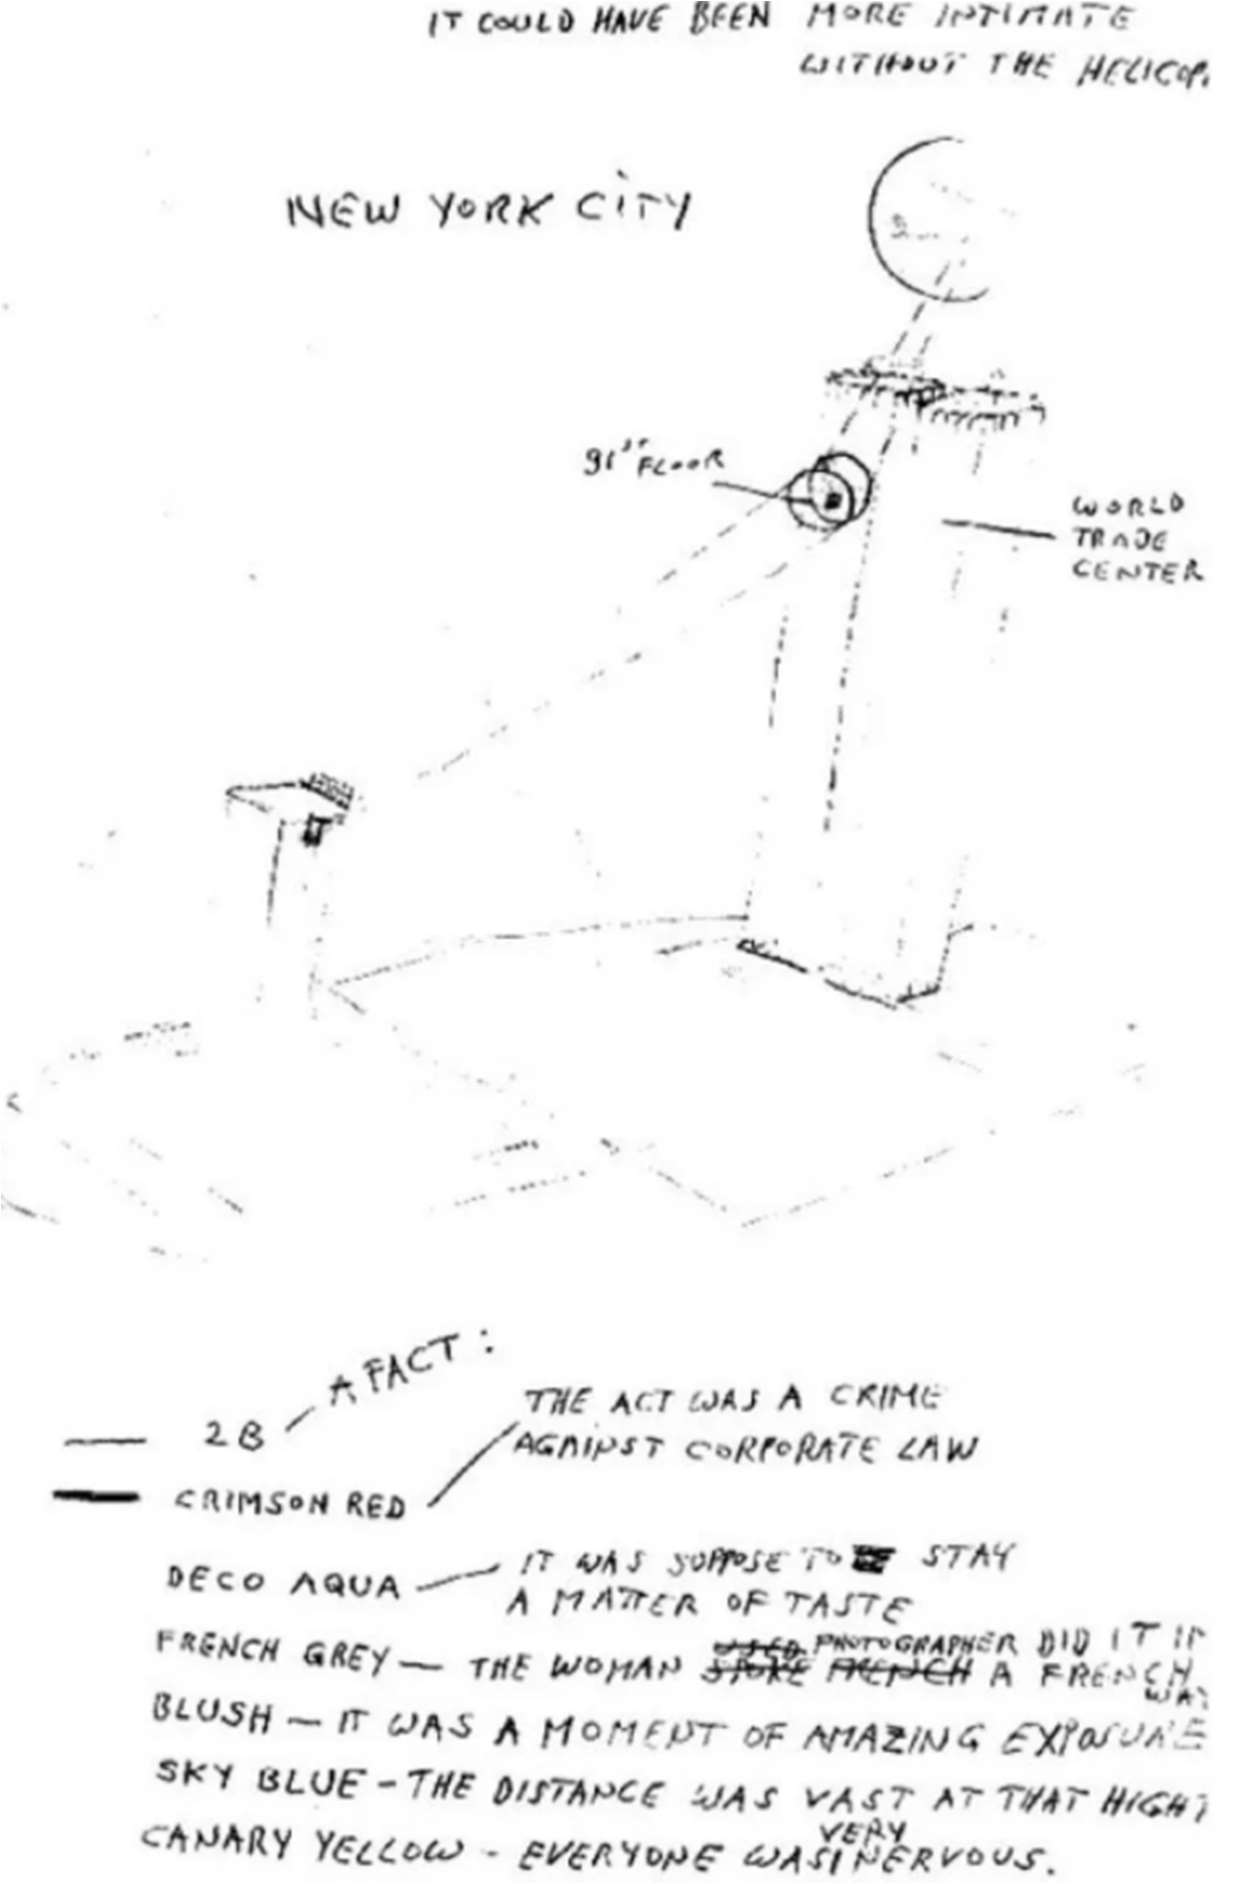 IT COULD HAVE BEEN MORE INTIMATE
WITHOUT THE HELICOP.
NEW YORK CITY
91ST FLOOR
WORLD
TRADE
CENTER
A FACT:
2B
THE ACT WAS A CRIME
AGAINST CORPORATE LAW
CRIMSON RED
DECO AQUA — IT WAS SUPPOSE TO STAY
A MATTER OF TASTE
USED PHOTOGRAPHER DID IT IN
FRENCH GREY — THE WOMAN SPOKE FRENCH A FRENCH
WAY
BLUSH — IT WAS A MOMENT OF AMAZING EXPOSURE
SKY BLUE - THE DISTANCE WAS VAST AT THAT HIGHT
VERY
CANARY YELLOW - EVERYONE WAS NERVOUS.